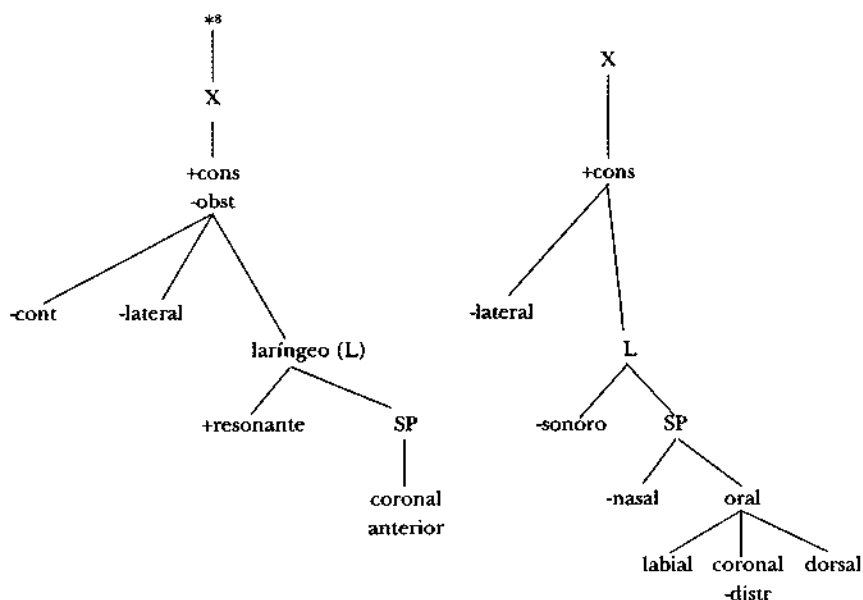 *8
X
X
+cons
-obst
+cons
-cont
-lateral
-lateral
laríngeo (L)
L
+resonante
SP
-sonoro
SP
coronal
anterior
-nasal
oral
labial
coronal
dorsal
-distr